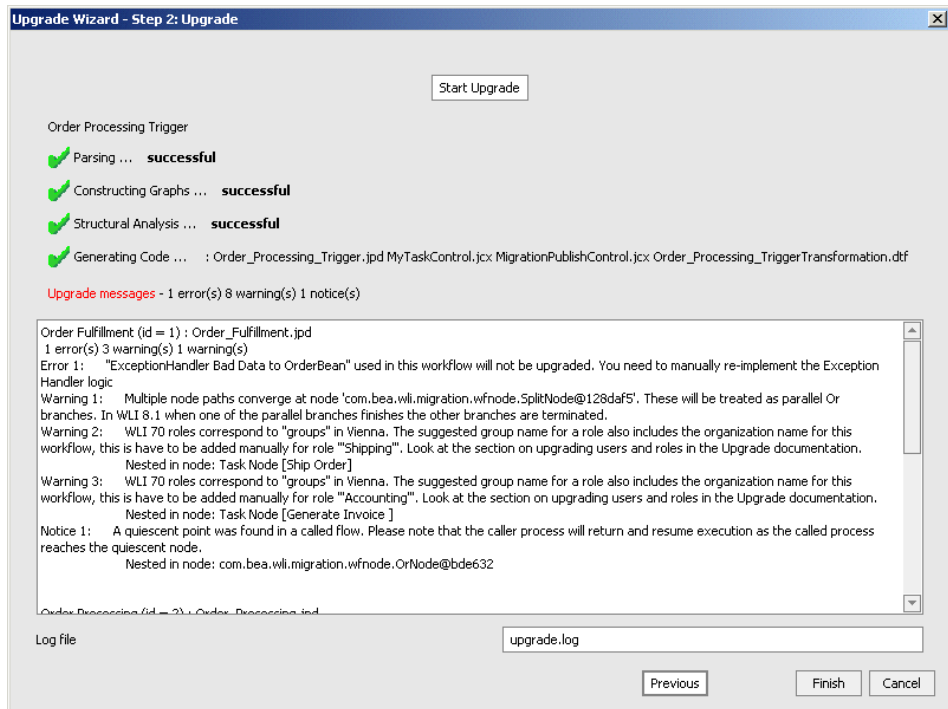 Upgrade Wizard - Step 2: Upgrade
Start Upgrade
Order Processing Trigger
Parsing ... successful
Constructing Graphs ... successful
Structural Analysis ... successful
Generating Code ... : Order_Processing_Trigger.jpd MyTaskControl.jcx MigrationPublishControl.jcx Order_Processing_TriggerTransformation.dtf
Upgrade messages - 1 error(s) 8 warning(s) 1 notice(s)
Order Fulfillment (id = 1) : Order_Fulfillment.jpd
1 error(s) 3 warning(s) 1 warning(s)
Error 1: "ExceptionHandler Bad Data to OrderBean" used in this workflow will not be upgraded. You need to manually re-implement the Exception
Handler logic
Warning 1: Multiple node paths converge at node 'com.bea.wli.migration.wfnode.SplitNode@128daf5'. These will be treated as parallel Or
branches. In WLI 8.1 when one of the parallel branches finishes the other branches are terminated.
Warning 2: WLI 70 roles correspond to "groups" in Vienna. The suggested group name for a role also includes the organization name for this
workflow, this is have to be added manually for role '"Shipping"'. Look at the section on upgrading users and roles in the Upgrade documentation.
Nested in node: Task Node [Ship Order]
Warning 3: WLI 70 roles correspond to "groups" in Vienna. The suggested group name for a role also includes the organization name for this
workflow, this is have to be added manually for role '"Accounting"'. Look at the section on upgrading users and roles in the Upgrade documentation.
Nested in node: Task Node [Generate Invoice ]
Notice 1: A quiescent point was found in a called flow. Please note that the caller process will return and resume execution as the called process
reaches the quiescent node.
Nested in node: com.bea.wli.migration.wfnode.OrNode@bde632
Order Processing (id = 2) : Order_Processing.jpd
Log file
upgrade.log
Previous
Finish
Cancel